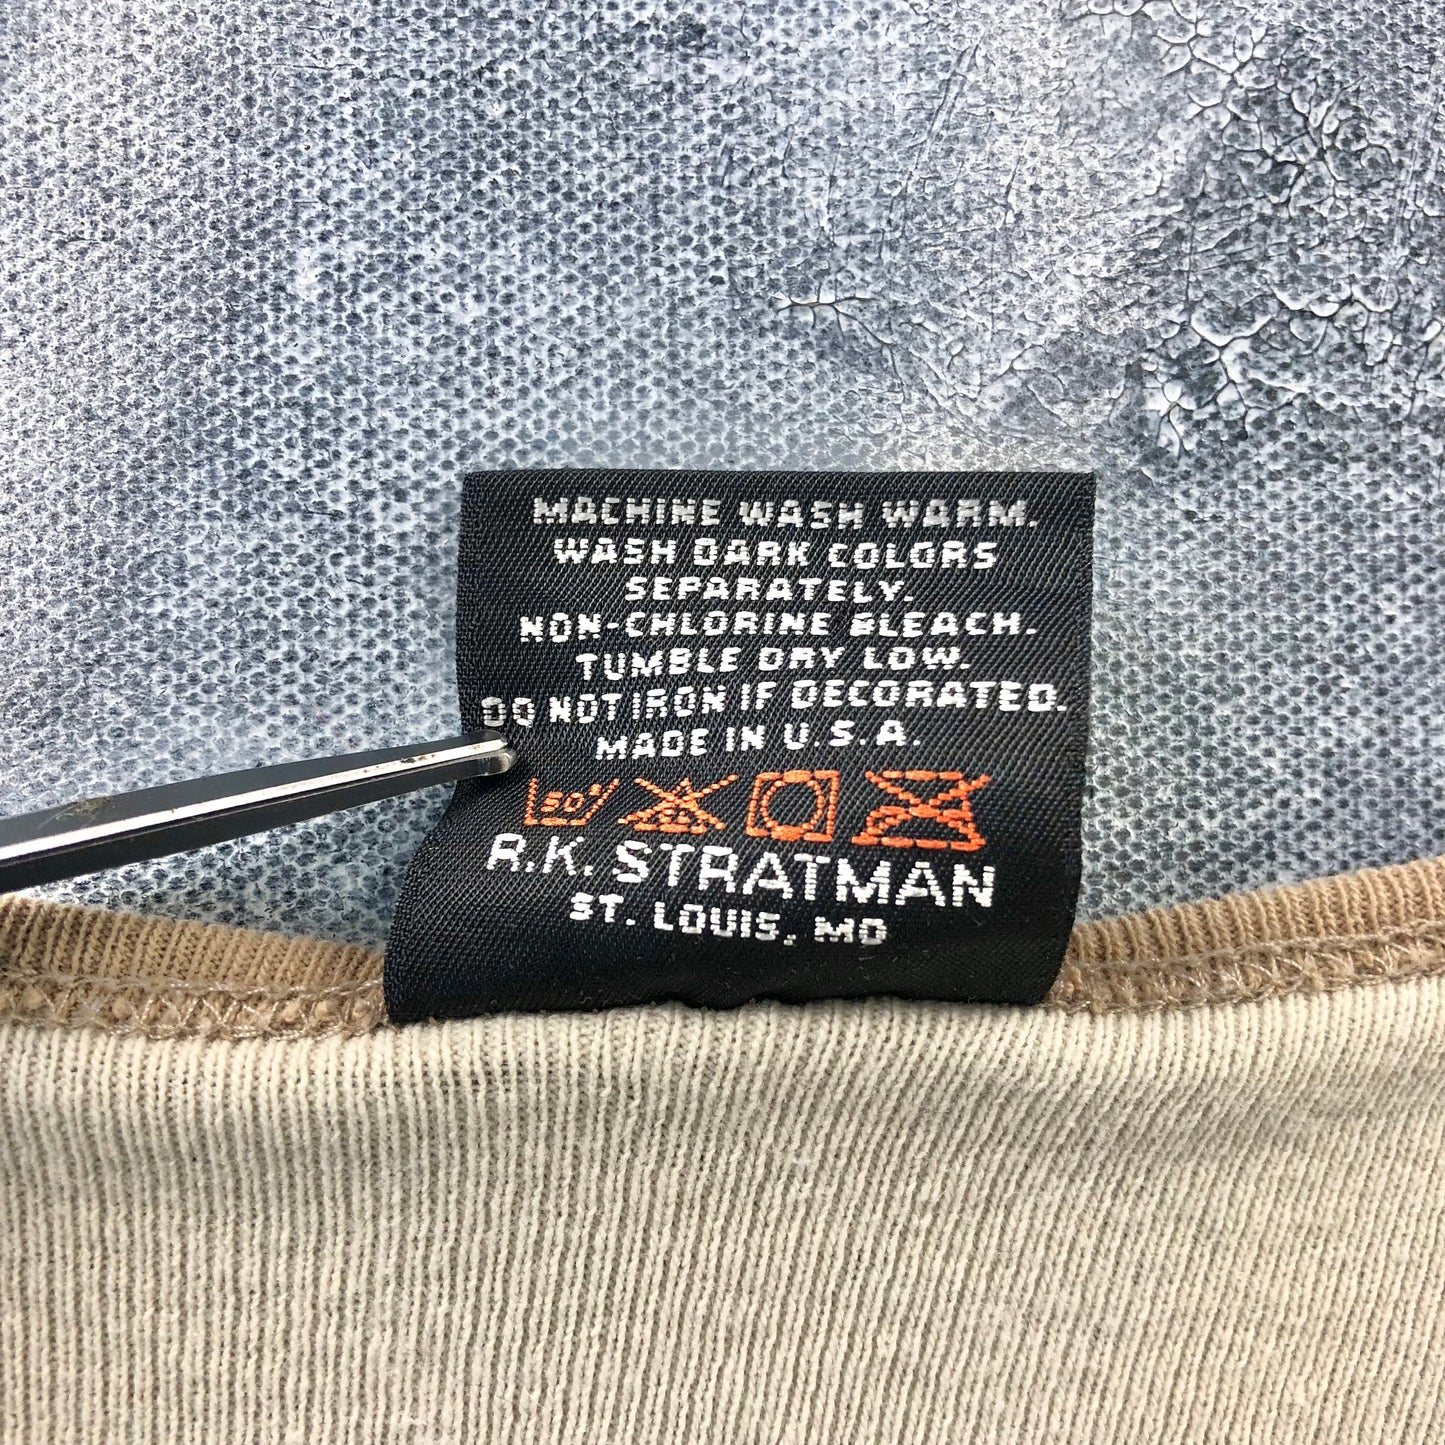 MACHINE WASH WARM.
WASH DARK COLORS
SEPARATELY.
NON-CHLORINE BLEACH.
TUMBLE DRY LOW.
DO NOT IRON IF DECORATED.
MADE IN U.S.A.
50°
R.K. STRATMAN
ST. LOUIS, MO